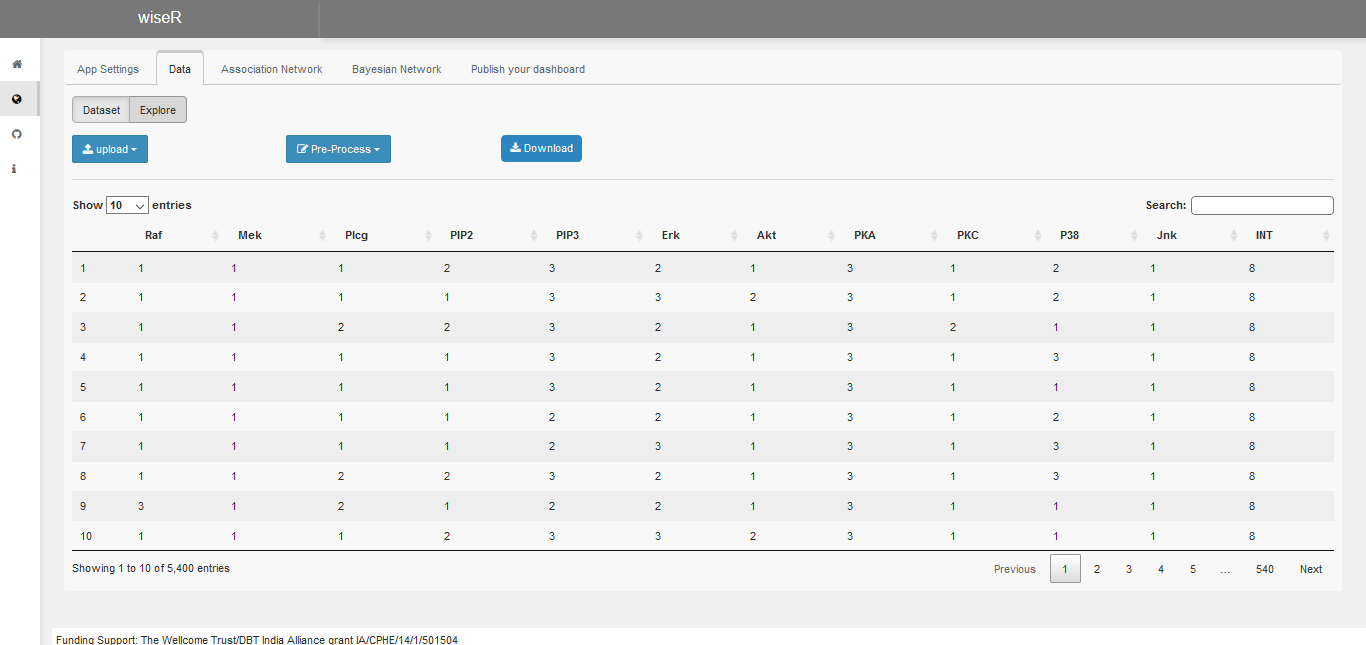 wiseR
App Settings Data Association Network Bayesian Network Publish your dashboard
Dataset Explore
upload Pre-Process Download
Show 10 entries Search:
Raf Mek Plcg PIP2 PIP3 Erk Akt PKA PKC P38 Jnk INT
1 1 1 1 2 3 2 1 3 1 2 1 8
2 1 1 1 1 3 3 2 3 1 2 1 8
3 1 1 2 2 3 2 1 3 2 1 1 8
4 1 1 1 1 3 2 1 3 1 3 1 8
5 1 1 1 1 3 2 1 3 1 1 1 8
6 1 1 1 1 2 2 1 3 1 2 1 8
7 1 1 1 1 2 3 1 3 1 3 1 8
8 1 1 2 2 3 2 1 3 1 3 1 8
9 3 1 2 1 2 2 1 3 1 1 1 8
10 1 1 1 2 3 3 2 3 1 1 1 8
Showing 1 to 10 of 5,400 entries Previous 1 2 3 4 5 ... 540 Next
Funding Support: The Wellcome Trust/DBT India Alliance grant IA/CPHE/14/1/501504